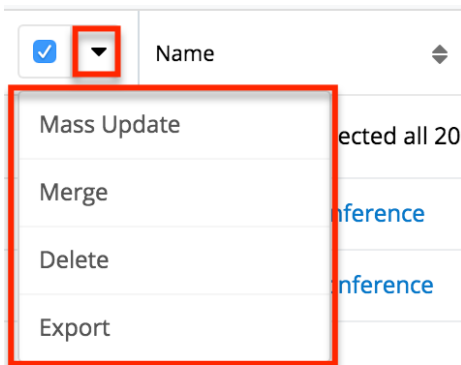 Name
Mass Update
ected all 20
Merge
nference
Delete
nference
Export